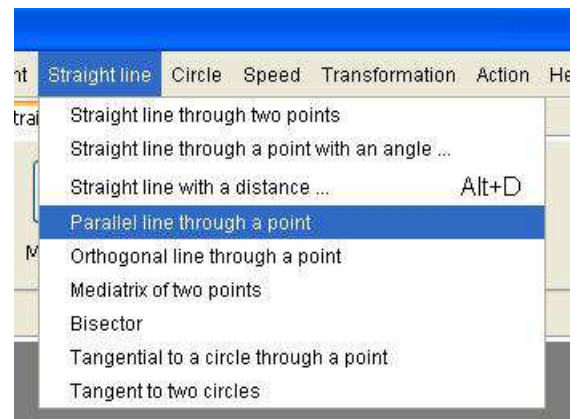 Straight line Circle Speed Transformation Action
Straight line through two points
Straight line through a point with an angle ...
Straight line with a distance ... Alt+D
Parallel line through a point
Orthogonal line through a point
Mediatrix of two points
Bisector
Tangential to a circle through a point
Tangent to two circles